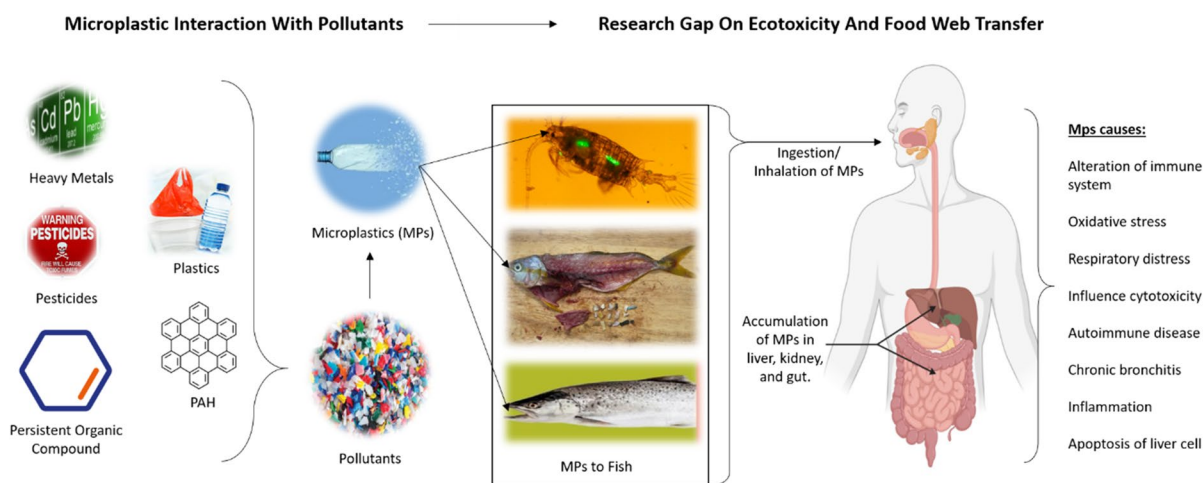 Microplastic Interaction With Pollutants
Research Gap On Ecotoxicity And Food Web Transfer
Cd
Pb
lead
Heavy Metals
WARNING
PESTICIDES
Pesticides
Persistent Organic
Compound
Plastics
PAH
Microplastics (MPs)
Pollutants
MPs to Fish
Ingestion/
Inhalation of MPs
Accumulation
of MPs in
liver, kidney,
and gut.
Mps causes:
Alteration of immune
system
Oxidative stress
Respiratory distress
Influence cytotoxicity
Autoimmune disease
Chronic bronchitis
Inflammation
Apoptosis of liver cell